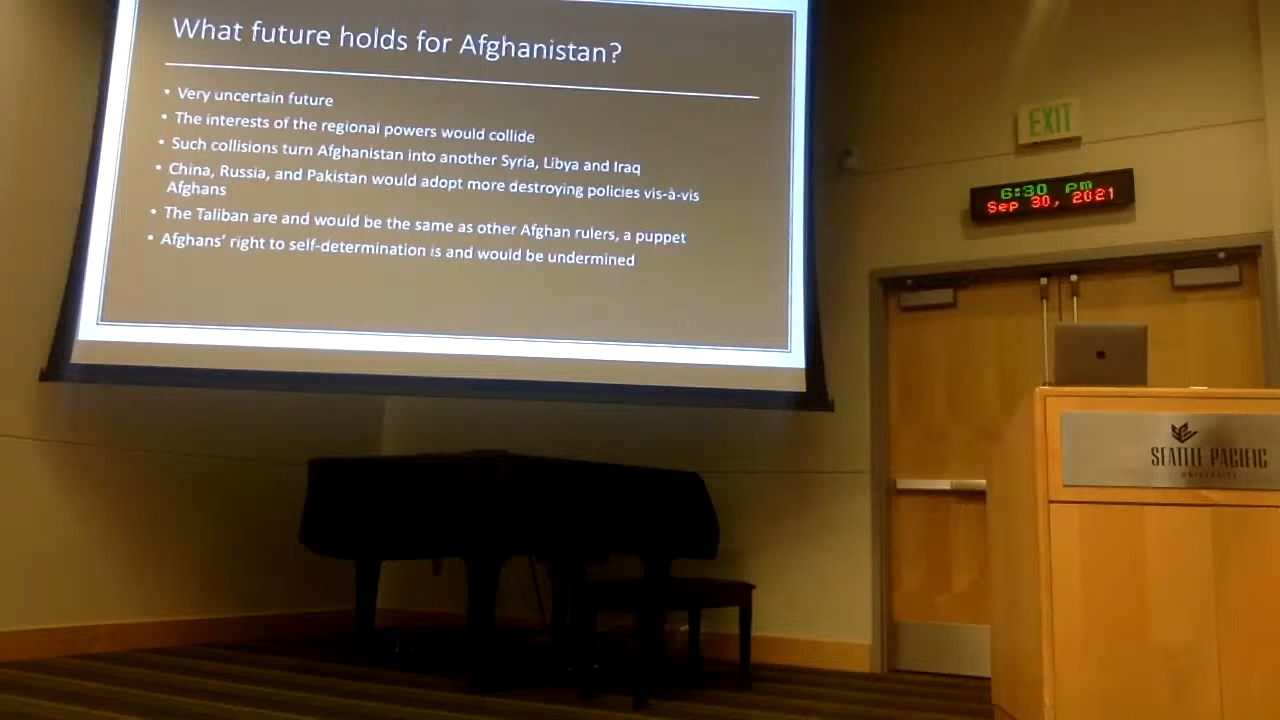 What future holds for Afghanistan?
• Very uncertain future
• The interests of the regional powers would collide
• Such collisions turn Afghanistan into another Syria, Libya and Iraq
• China, Russia, and Pakistan would adopt more destroying policies vis-à-vis
Afghans
• The Taliban are and would be the same as other Afghan rulers, a puppet
• Afghans' right to self-determination is and would be undermined
EXIT
6:30 pm
Sep 30, 2021
SEATTLE PACIFIC
UNIVERSITY